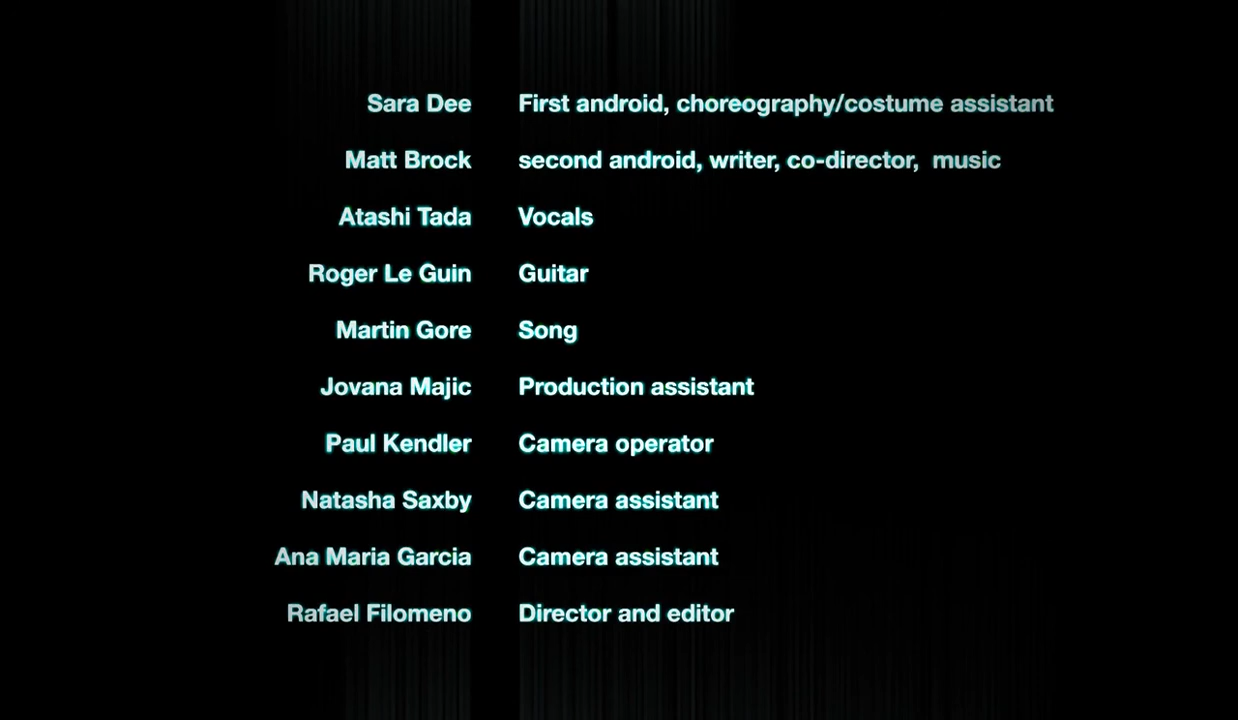 Sara Dee First android, choreography/costume assistant
Matt Brock second android, writer, co-director, music
Atashi Tada Vocals
Roger Le Guin Guitar
Martin Gore Song
Jovana Majic Production assistant
Paul Kendler Camera operator
Natasha Saxby Camera assistant
Ana Maria Garcia Camera assistant
Rafael Filomeno Director and editor